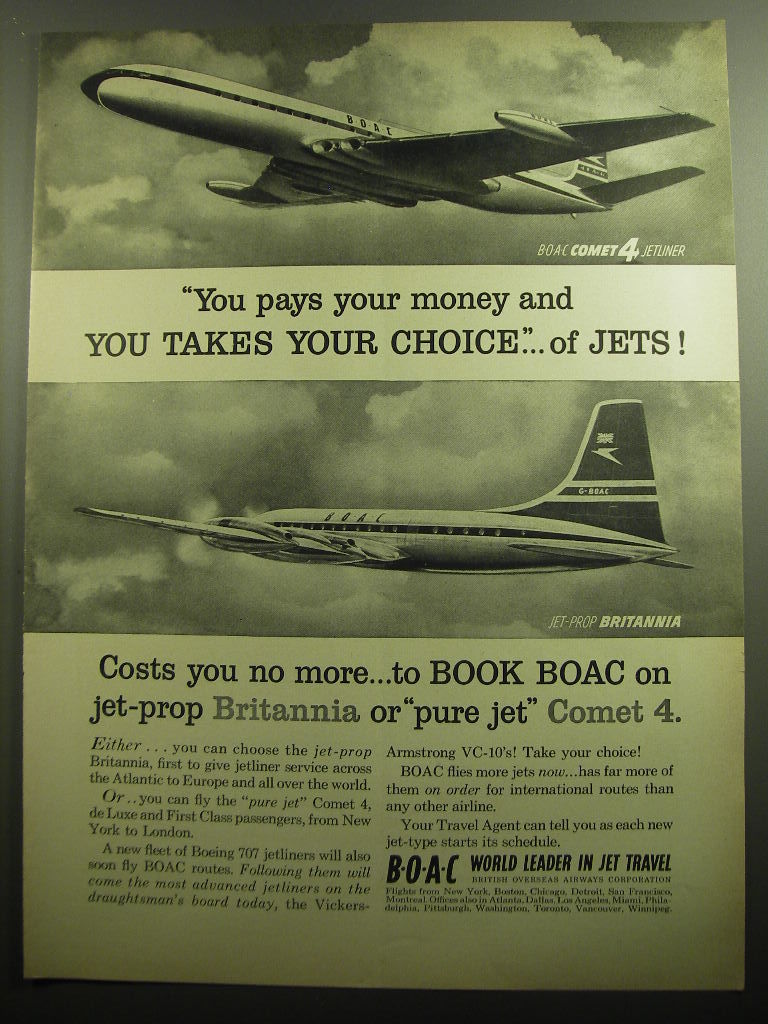 BOAC
B·O·A·C COMET 4 JETLINER
“You pays your money and
YOU TAKES YOUR CHOICE”... of JETS !
G-BOAC
B·O·A·C
JET-PROP BRITANNIA
Costs you no more...to BOOK BOAC on
jet-prop Britannia or “pure jet” Comet 4.
Either . . . you can choose the jet-prop
Britannia, first to give jetliner service across
the Atlantic to Europe and all over the world.
Or . . you can fly the “pure jet” Comet 4,
de Luxe and First Class passengers, from New
York to London.
A new fleet of Boeing 707 jetliners will also
soon fly BOAC routes. Following them will
come the most advanced jetliners on the
draughtsman’s board today, the Vickers-
Armstrong VC-10’s! Take your choice!
BOAC flies more jets now...has far more of
them on order for international routes than
any other airline.
Your Travel Agent can tell you as each new
jet-type starts its schedule.
B·O·A·C WORLD LEADER IN JET TRAVEL
BRITISH OVERSEAS AIRWAYS CORPORATION
Flights from New York, Boston, Chicago, Detroit, San Francisco,
Montreal. Offices also in Atlanta, Dallas, Los Angeles, Miami, Phila-
delphia, Pittsburgh, Washington, Toronto, Vancouver, Winnipeg.